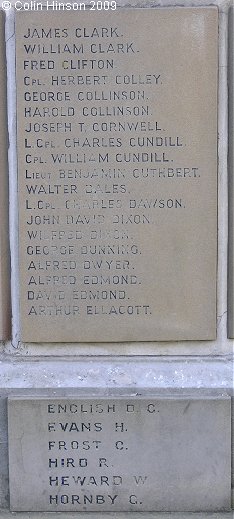 ©Colin Hinson 2009
JAMES CLARK.
WILLIAM CLARK.
FRED CLIFTON.
CPL. HERBERT COLLEY.
GEORGE COLLINSON.
HAROLD COLLINSON.
JOSEPH T. CORNWELL.
L CPL. CHARLES CUNDILL.
CPL. WILLIAM CUNDILL.
LIEUT BENJAMIN CUTHBERT.
WALTER DALES.
L.CPL. CHARLES DAWSON.
JOHN DAVID DIXON.
WILFRED DIXON.
GEORGE DUNNING.
ALFRED DWYER.
ALFRED EDMOND.
DAVID EDMOND.
ARTHUR ELLACOTT.
ENGLISH D. G.
EVANS H.
FROST G.
HIRD R.
HEWARD W
HORNBY G.